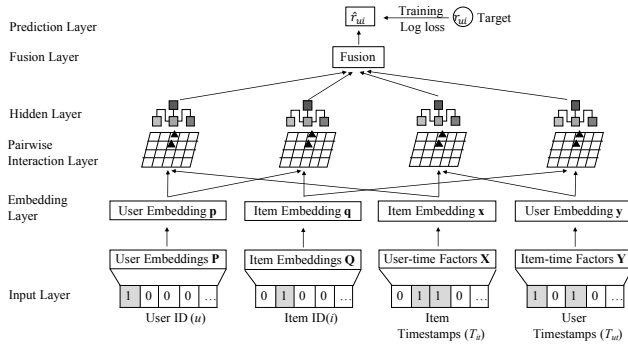 Prediction Layer
r̂ui
Training
Log loss
rui
Target
Fusion Layer
Fusion
Hidden Layer
Pairwise
Interaction Layer
Embedding
Layer
User Embedding p
Item Embedding q
Item Embedding x
User Embedding y
User Embeddings P
Item Embeddings Q
User-time Factors X
Item-time Factors Y
Input Layer
1 0 0 0 ...
0 1 0 0 ...
0 1 1 0 ...
1 0 1 0 ...
User ID (u)
Item ID(i)
Item
Timestamps (Tit)
User
Timestamps (Tut)